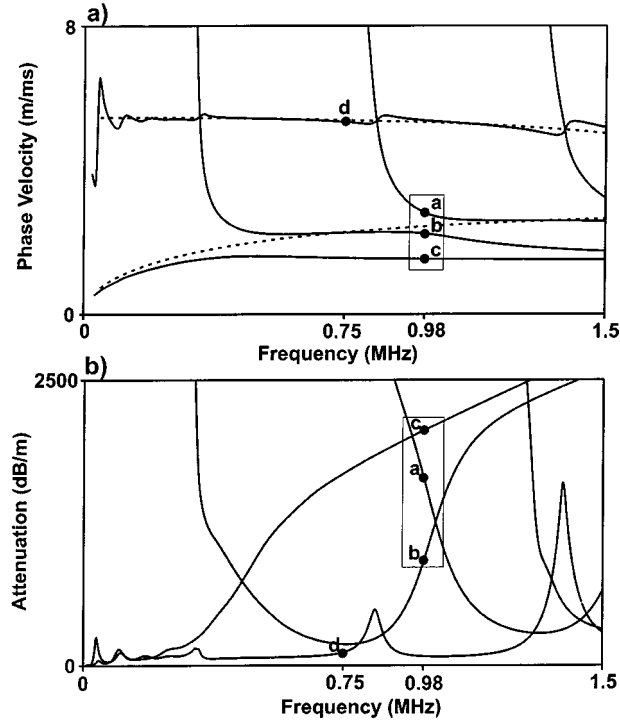 a)
8
Phase Velocity (m/ms)
d
a
b
c
0
0
0.75
0.98
1.5
Frequency (MHz)
b)
2500
Attenuation (dB/m)
c
a
b
d
0
0
0.75
0.98
1.5
Frequency (MHz)